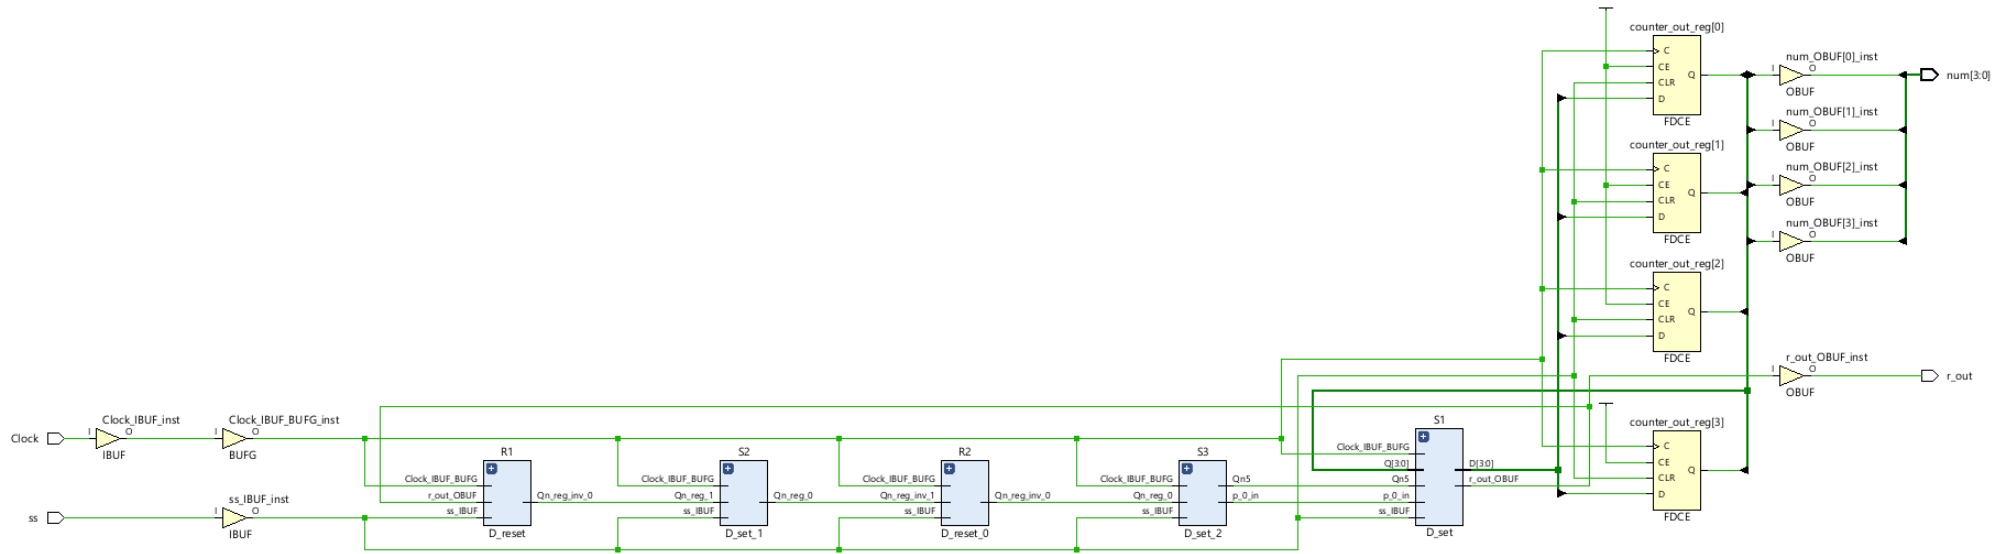 counter_out_reg[0]
C
CE
CLR
D
Q
FDCE
num_OBUF[0]_inst
I
O
OBUF
num[3:0]
num_OBUF[1]_inst
I
O
OBUF
counter_out_reg[1]
C
CE
CLR
D
Q
FDCE
num_OBUF[2]_inst
I
O
OBUF
num_OBUF[3]_inst
I
O
OBUF
counter_out_reg[2]
C
CE
CLR
D
Q
FDCE
r_out_OBUF_inst
I
O
OBUF
r_out
counter_out_reg[3]
C
CE
CLR
D
Q
FDCE
Clock
Clock_IBUF_inst
I
O
IBUF
Clock_IBUF_BUFG_inst
I
O
BUFG
ss
ss_IBUF_inst
I
O
IBUF
R1
Clock_IBUF_BUFG
r_out_OBUF
ss_IBUF
Qn_reg_inv_0
D_reset
S2
Clock_IBUF_BUFG
Qn_reg_1
ss_IBUF
Qn_reg_0
D_set_1
R2
Clock_IBUF_BUFG
Qn_reg_inv_1
ss_IBUF
Qn_reg_inv_0
D_reset_0
S3
Clock_IBUF_BUFG
Qn_reg_0
ss_IBUF
Qn5
p_0_in
D_set_2
S1
Clock_IBUF_BUFG
Q[3:0]
Qn5
p_0_in
ss_IBUF
D[3:0]
r_out_OBUF
D_set